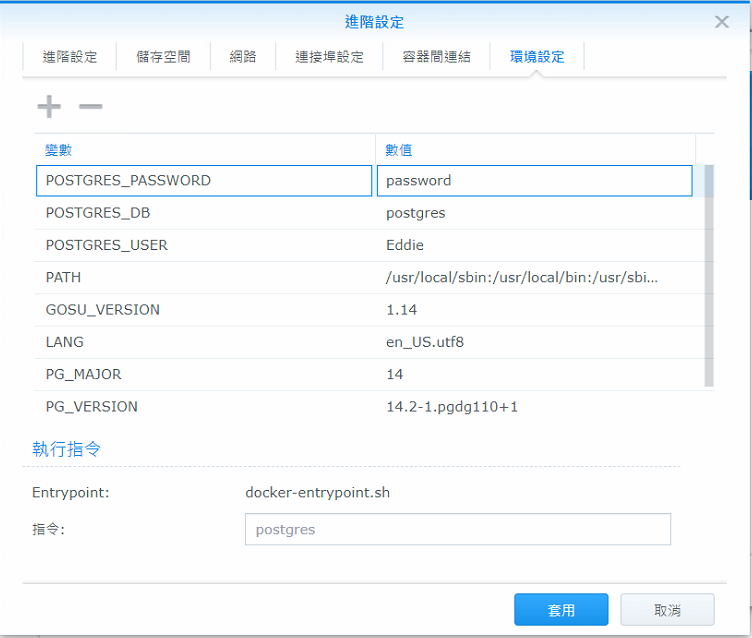 進階設定
進階設定 儲存空間 網路 連接埠設定 容器間連結 環境設定
變數 數值
POSTGRES_PASSWORD password
POSTGRES_DB postgres
POSTGRES_USER Eddie
PATH /usr/local/sbin:/usr/local/bin:/usr/sbi...
GOSU_VERSION 1.14
LANG en_US.utf8
PG_MAJOR 14
PG_VERSION 14.2-1.pgdg110+1
執行指令
Entrypoint: docker-entrypoint.sh
指令: postgres
套用 取消